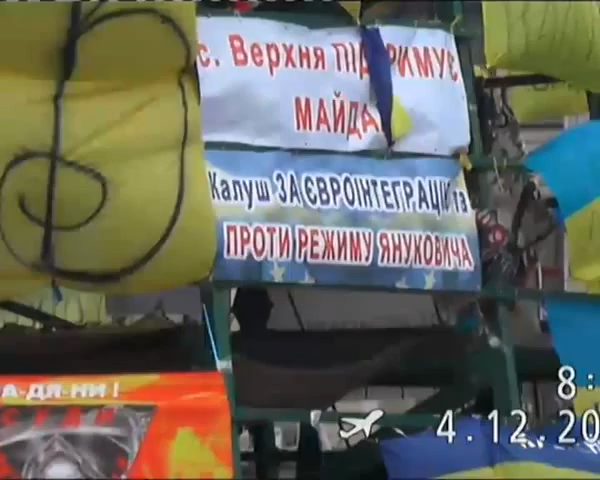 с. Верхня ПІДТРИМУЄ
МАЙДА
Калуш ЗА ЄВРОІНТЕГРАЦІЮ та
ПРОТИ РЕЖИМУ ЯНУКОВИЧА
А-ДЯ-НИ!
8:
4.12.20